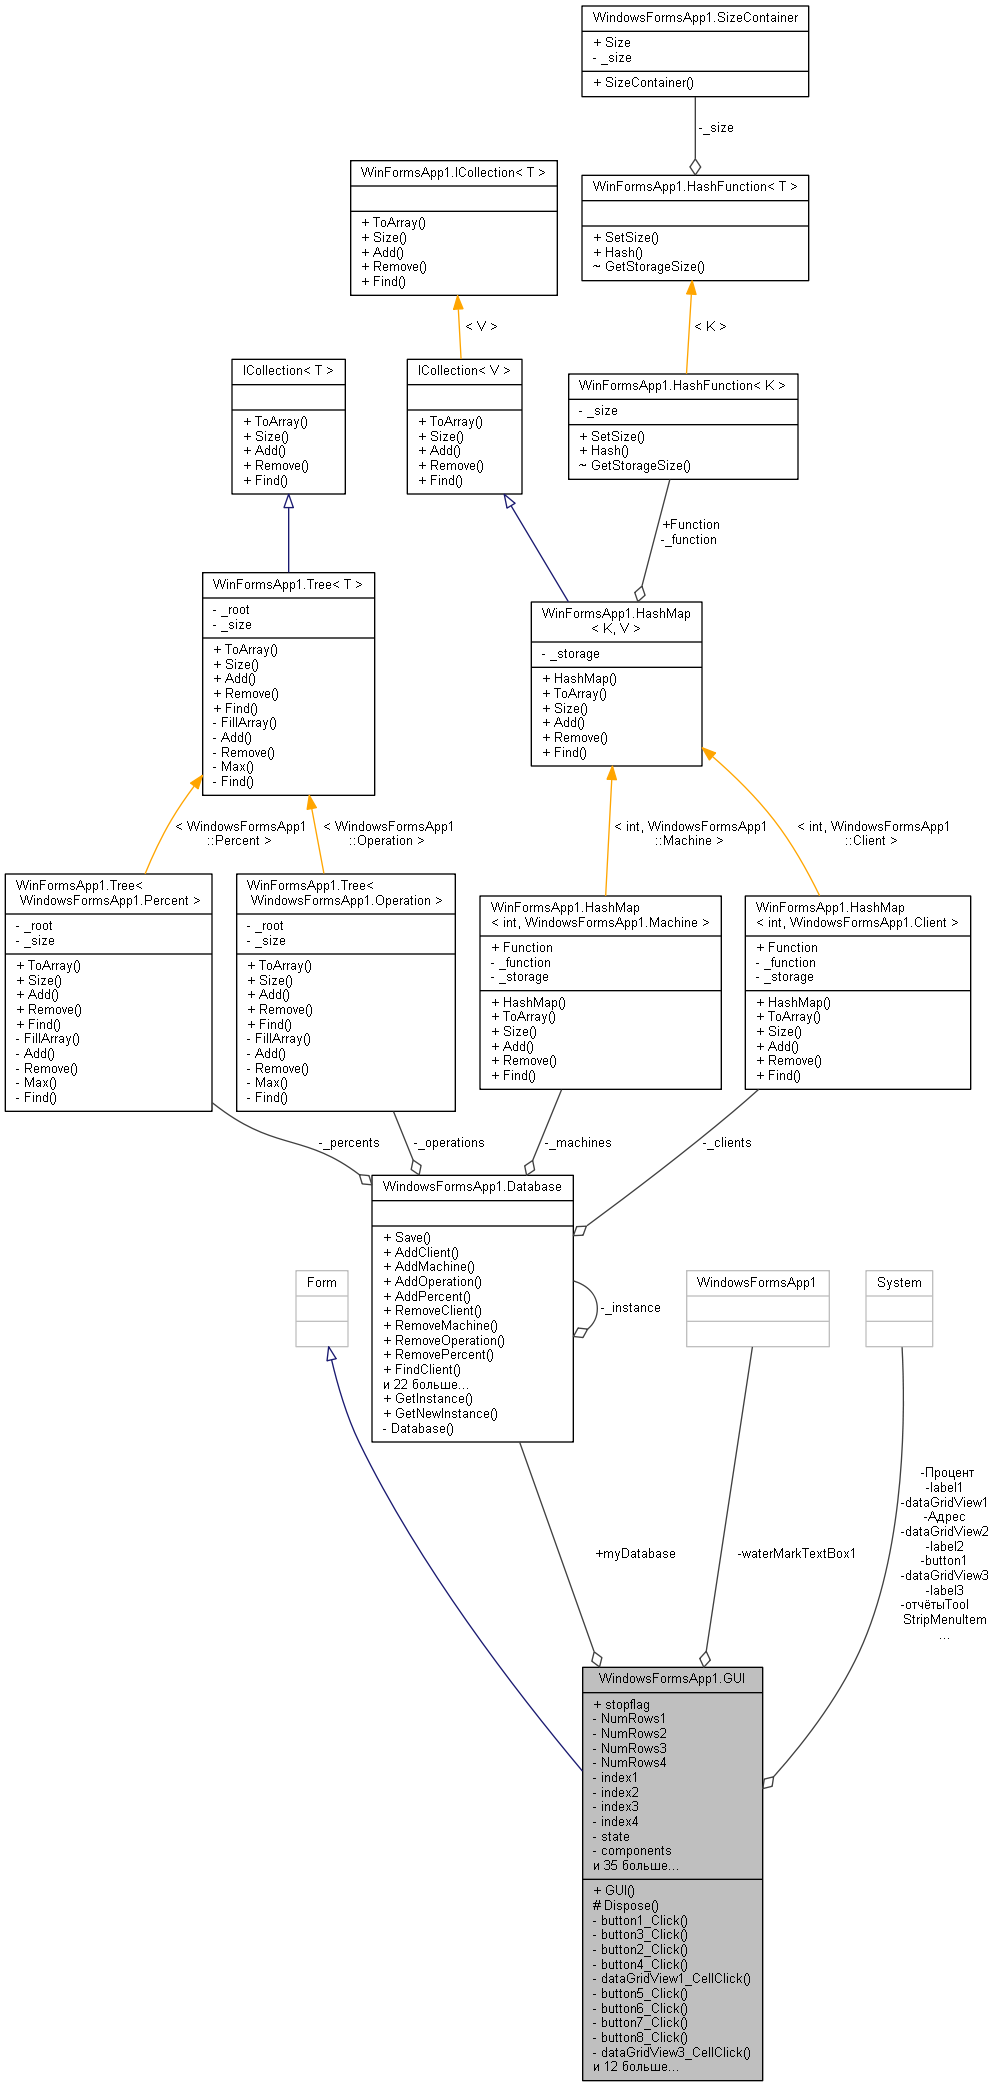 WindowsFormsApp1.SizeContainer
+ Size
- _size
+ SizeContainer()
-_size
WinFormsApp1.ICollection< T >
+ ToArray()
+ Size()
+ Add()
+ Remove()
+ Find()
WinFormsApp1.HashFunction< T >
+ SetSize()
+ Hash()
~ GetStorageSize()
< V >
< K >
ICollection< T >
+ ToArray()
+ Size()
+ Add()
+ Remove()
+ Find()
ICollection< V >
+ ToArray()
+ Size()
+ Add()
+ Remove()
+ Find()
WinFormsApp1.HashFunction< K >
- _size
+ SetSize()
+ Hash()
~ GetStorageSize()
+Function
-_function
WinFormsApp1.Tree< T >
- _root
- _size
+ ToArray()
+ Size()
+ Add()
+ Remove()
+ Find()
- FillArray()
- Add()
- Remove()
- Max()
- Find()
WinFormsApp1.HashMap
< K, V >
- _storage
+ HashMap()
+ ToArray()
+ Size()
+ Add()
+ Remove()
+ Find()
< WindowsFormsApp1
::Percent >
< WindowsFormsApp1
::Operation >
< int, WindowsFormsApp1
::Machine >
< int, WindowsFormsApp1
::Client >
WinFormsApp1.Tree<
WindowsFormsApp1.Percent >
- _root
- _size
+ ToArray()
+ Size()
+ Add()
+ Remove()
+ Find()
- FillArray()
- Add()
- Remove()
- Max()
- Find()
WinFormsApp1.Tree<
WindowsFormsApp1.Operation >
- _root
- _size
+ ToArray()
+ Size()
+ Add()
+ Remove()
+ Find()
- FillArray()
- Add()
- Remove()
- Max()
- Find()
WinFormsApp1.HashMap
< int, WindowsFormsApp1.Machine >
+ Function
- _function
- _storage
+ HashMap()
+ ToArray()
+ Size()
+ Add()
+ Remove()
+ Find()
WinFormsApp1.HashMap
< int, WindowsFormsApp1.Client >
+ Function
- _function
- _storage
+ HashMap()
+ ToArray()
+ Size()
+ Add()
+ Remove()
+ Find()
-_percents
-_operations
-_machines
-_clients
WindowsFormsApp1.Database
+ Save()
+ AddClient()
+ AddMachine()
+ AddOperation()
+ AddPercent()
+ RemoveClient()
+ RemoveMachine()
+ RemoveOperation()
+ RemovePercent()
+ FindClient()
и 22 больше...
+ GetInstance()
+ GetNewInstance()
- Database()
-_instance
Form
WindowsFormsApp1
System
+myDatabase
-waterMarkTextBox1
-Процент
-label1
-dataGridView1
-Адрес
-dataGridView2
-label2
-button1
-dataGridView3
-label3
-отчётыTool
StripMenuItem
...
WindowsFormsApp1.GUI
+ stopflag
- NumRows1
- NumRows2
- NumRows3
- NumRows4
- index1
- index2
- index3
- index4
- state
- components
и 35 больше...
+ GUI()
# Dispose()
- button1_Click()
- button3_Click()
- button2_Click()
- button4_Click()
- dataGridView1_CellClick()
- button5_Click()
- button6_Click()
- button7_Click()
- button8_Click()
- dataGridView3_CellClick()
и 12 больше...